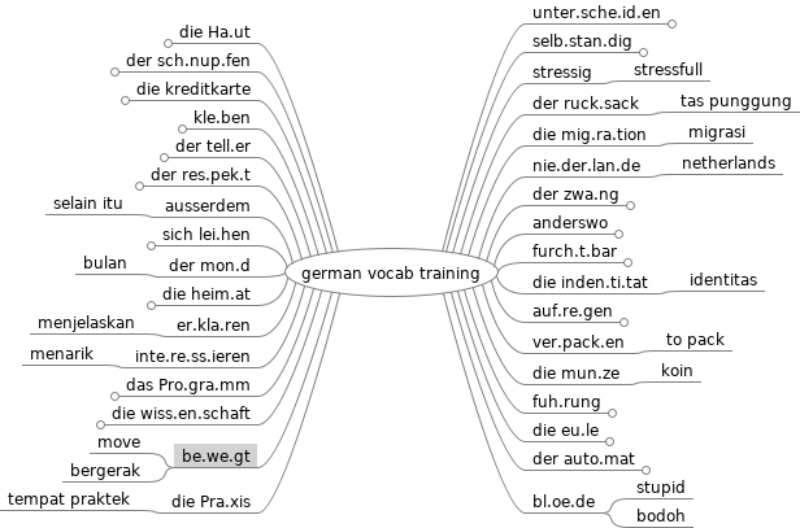 german vocab training
unter.sche.id.en
selb.stan.dig
stressig
stressfull
der ruck.sack
tas punggung
die mig.ra.tion
migrasi
nie.der.lan.de
netherlands
der zwa.ng
anderswo
furch.t.bar
die inden.ti.tat
identitas
auf.re.gen
ver.pack.en
to pack
die mun.ze
koin
fuh.rung
die eu.le
der auto.mat
bl.oe.de
stupid
bodoh
die Ha.ut
der sch.nup.fen
die kreditkarte
kle.ben
der tell.er
der res.pek.t
ausserdem
selain itu
sich lei.hen
der mon.d
bulan
die heim.at
er.kla.ren
menjelaskan
inte.re.ss.ieren
menarik
das Pro.gra.mm
die wiss.en.schaft
be.we.gt
move
bergerak
die Pra.xis
tempat praktek